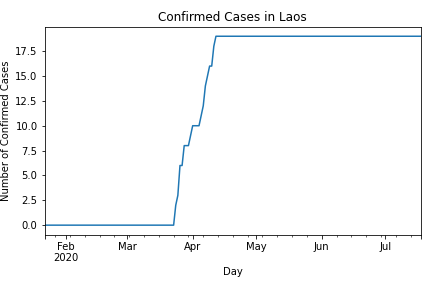 Confirmed Cases in Laos
Number of Confirmed Cases
17.5
15.0
12.5
10.0
7.5
5.0
2.5
0.0
Feb Mar Apr May Jun Jul
2020
Day